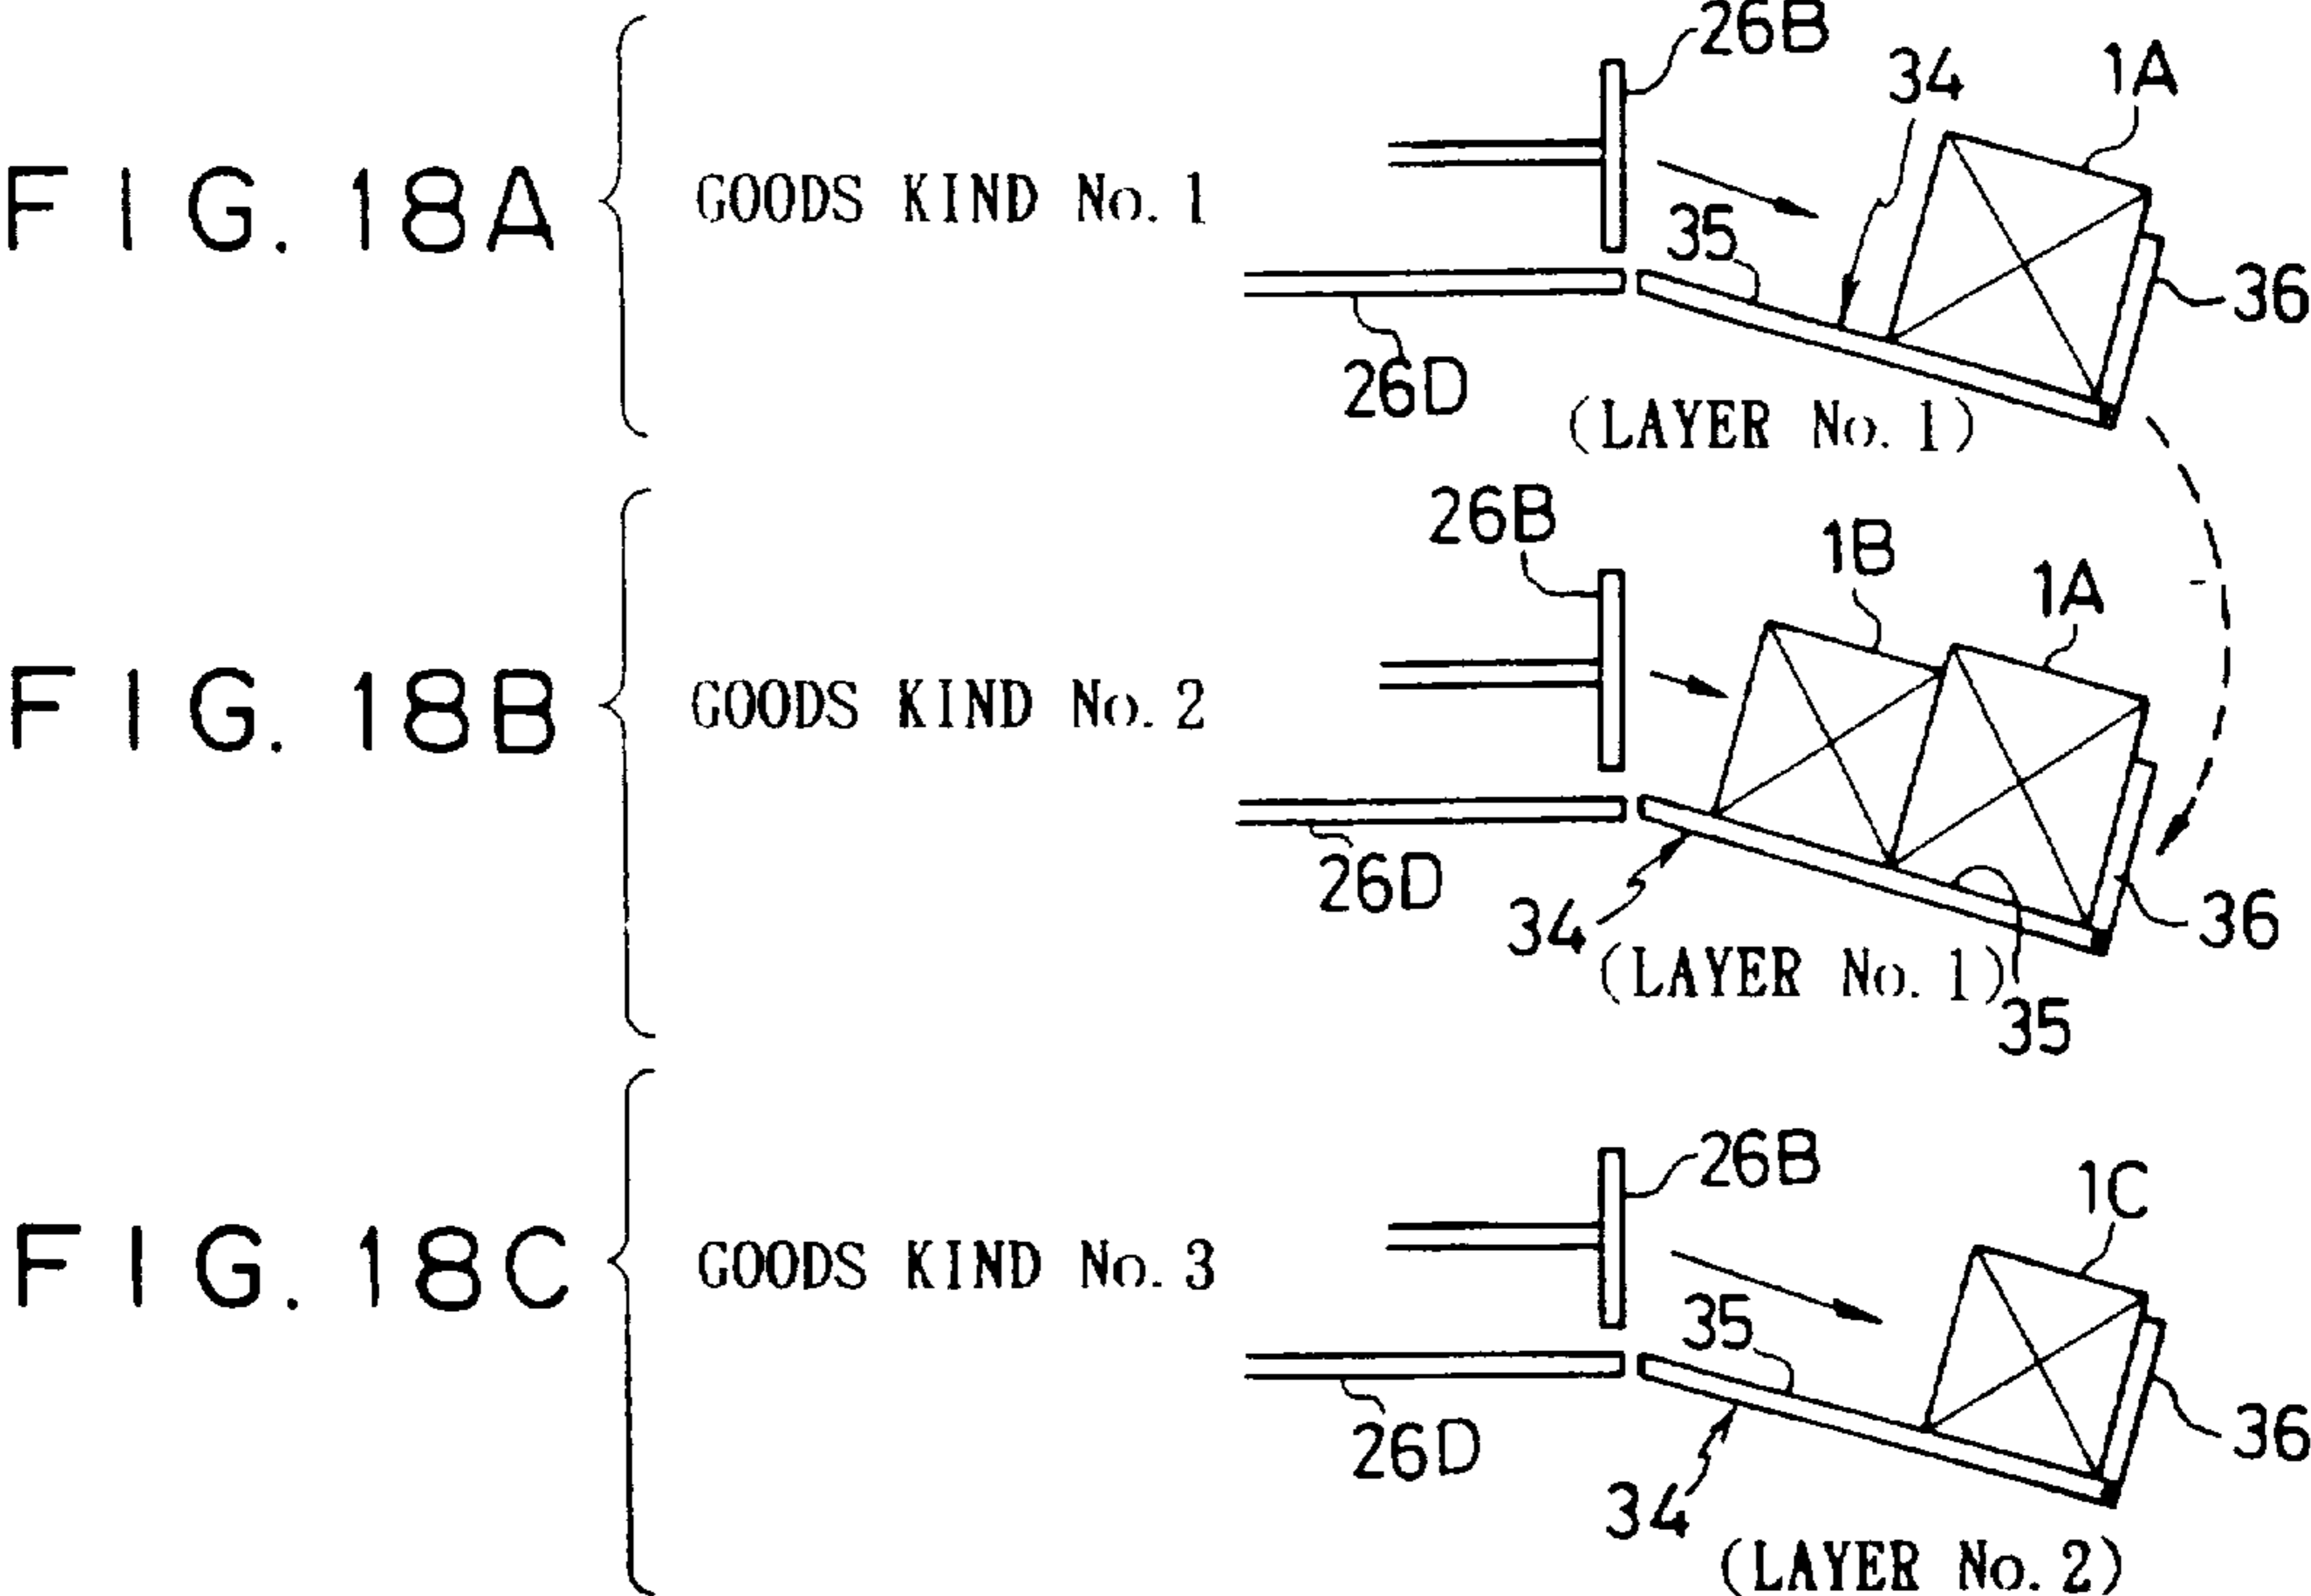 FIG. 18A
GOODS KIND No. 1
26B
34
1A
35
36
26D
(LAYER No. 1)
FIG. 18B
GOODS KIND No. 2
26B
1B
1A
26D
34
36
(LAYER No. 1)
35
FIG. 18C
GOODS KIND No. 3
26B
1C
35
26D
36
34
(LAYER No. 2)